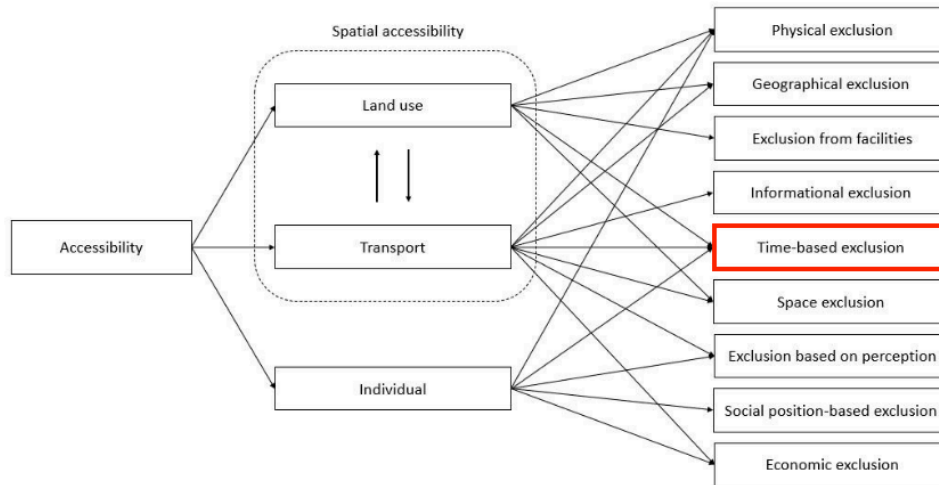 Spatial accessibility
Land use
Transport
Accessibility
Individual
Physical exclusion
Geographical exclusion
Exclusion from facilities
Informational exclusion
Time-based exclusion
Space exclusion
Exclusion based on perception
Social position-based exclusion
Economic exclusion